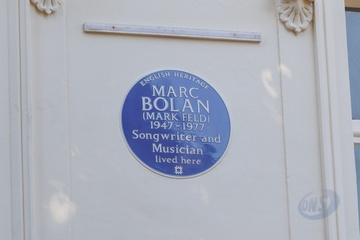 ENGLISH HERITAGE
MARC
BOLAN
(MARK FELD)
1947-1977
Songwriter and
Musician
lived here